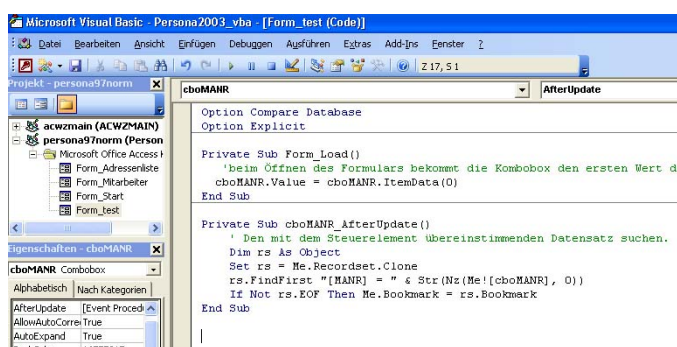 Microsoft Visual Basic - Persona2003_vba - [Form_test (Code)]
Datei Bearbeiten Ansicht Einfügen Debuggen Ausführen Extras Add-Ins Fenster ?
Z 17, S 1
Projekt - persona97norm
cboMANR AfterUpdate
acwzmain (ACWZMAIN)
persona97norm (Person
Microsoft Office Access
Form_Adressenliste
Form_Mitarbeiter
Form_Start
Form_test
Eigenschaften - cboMANR
cboMANR Combobox
Alphabetisch Nach Kategorien
AfterUpdate [Event Proced
AllowAutoCorre True
AutoExpand True
Option Compare Database
Option Explicit
Private Sub Form_Load()
'beim Öffnen des Formulars bekommt die Kombobox den ersten Wert d
cboMANR.Value = cboMANR.ItemData(0)
End Sub
Private Sub cboMANR_AfterUpdate()
' Den mit dem Steuerelement übereinstimmenden Datensatz suchen.
Dim rs As Object
Set rs = Me.Recordset.Clone
rs.FindFirst "[MANR] = " & Str(Nz(Me![cboMANR], 0))
If Not rs.EOF Then Me.Bookmark = rs.Bookmark
End Sub